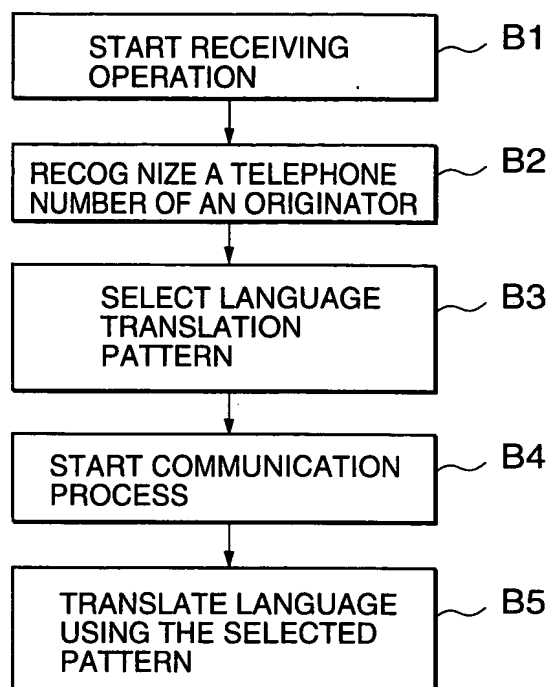 START RECEIVING
OPERATION
B1
RECOG NIZE A TELEPHONE
NUMBER OF AN ORIGINATOR
B2
SELECT LANGUAGE
TRANSLATION
PATTERN
B3
START COMMUNICATION
PROCESS
B4
TRANSLATE LANGUAGE
USING THE SELECTED
PATTERN
B5